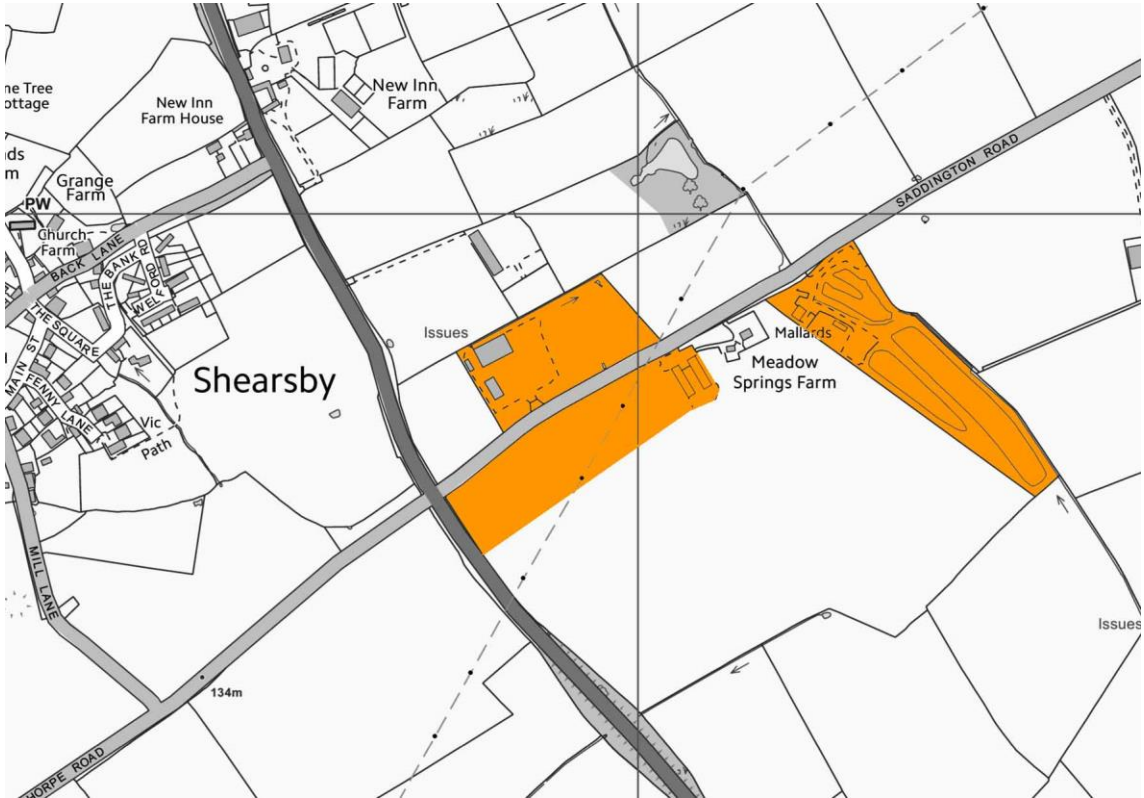 ne Tree
ottage
New Inn
Farm House
New Inn
Farm
ds
m
Grange
Farm
PW
Church
Farm
BACK LANE
THE BANK
WELFORD RD
THE SQUARE
MAIN ST
FENNY LANE
Vic
Path
Shearsby
Issues
SADDINGTON ROAD
Mallards
Meadow
Springs Farm
Issues
MILL LANE
134m
HORPE ROAD